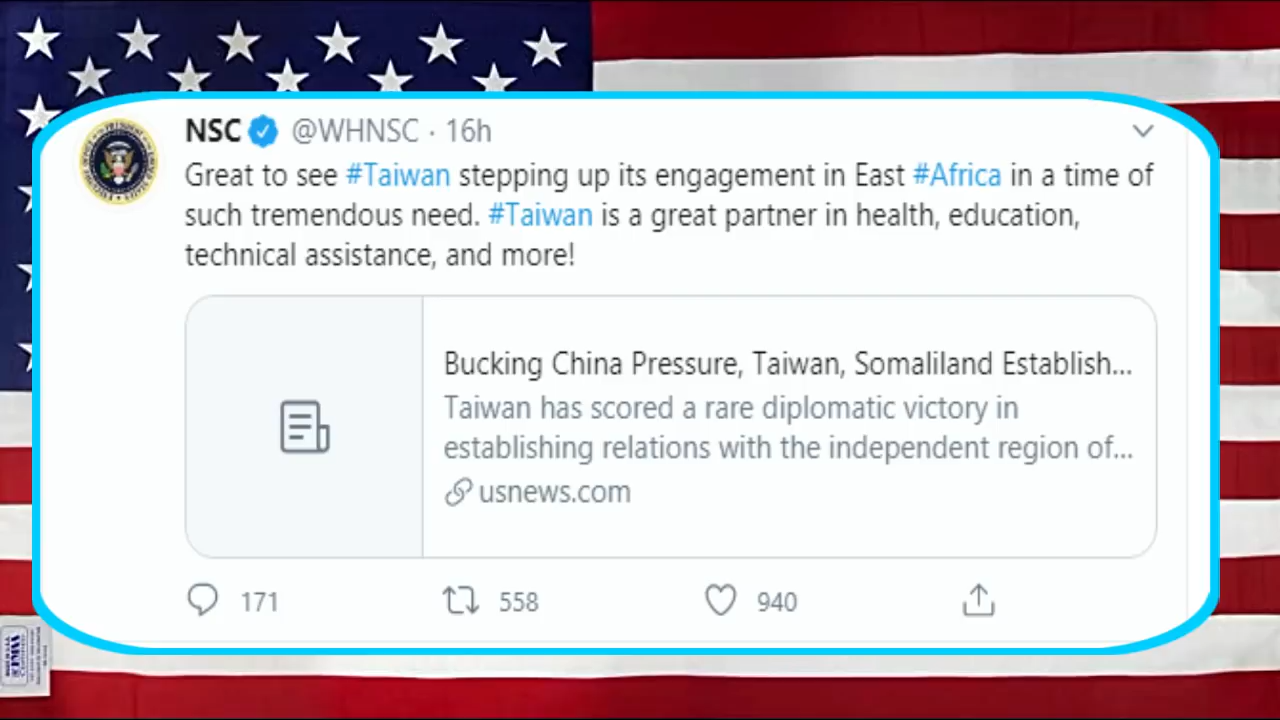 NSC @WHNSC · 16h
Great to see #Taiwan stepping up its engagement in East #Africa in a time of
such tremendous need. #Taiwan is a great partner in health, education,
technical assistance, and more!
Bucking China Pressure, Taiwan, Somaliland Establish...
Taiwan has scored a rare diplomatic victory in
establishing relations with the independent region of...
usnews.com
171 558 940